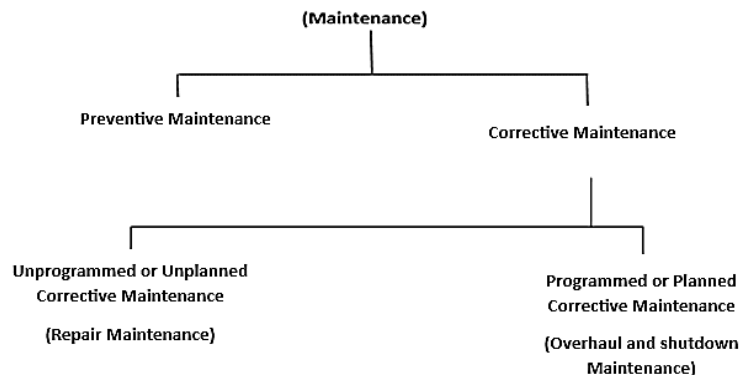 (Maintenance)
Preventive Maintenance
Corrective Maintenance
Unprogrammed or Unplanned
Corrective Maintenance
(Repair Maintenance)
Programmed or Planned
Corrective Maintenance
(Overhaul and shutdown
Maintenance)